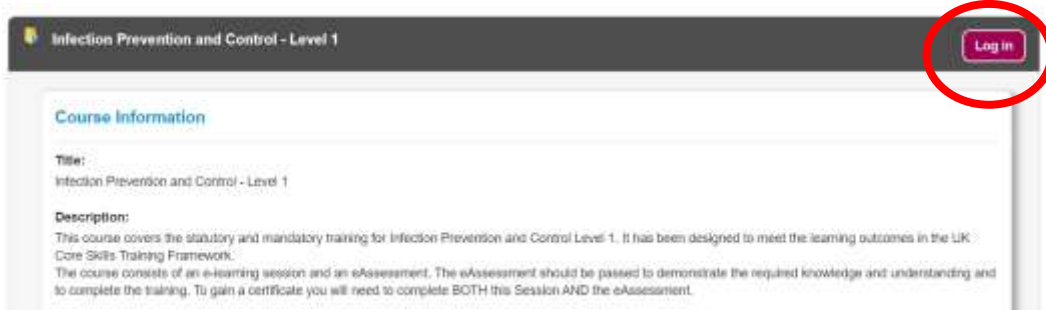 Infection Prevention and Control - Level 1
Log in
Course Information
Title:
Infection Prevention and Control - Level 1
Description:
This course covers the statutory and mandatory training for Infection Prevention and Control Level 1. It has been designed to meet the learning outcomes in the UK
Core Skills Training Framework.
The course consists of an e-learning session and an eAssessment. The eAssessment should be passed to demonstrate the required knowledge and understanding and
to complete the training. To gain a certificate you will need to complete BOTH this Session AND the eAssessment.